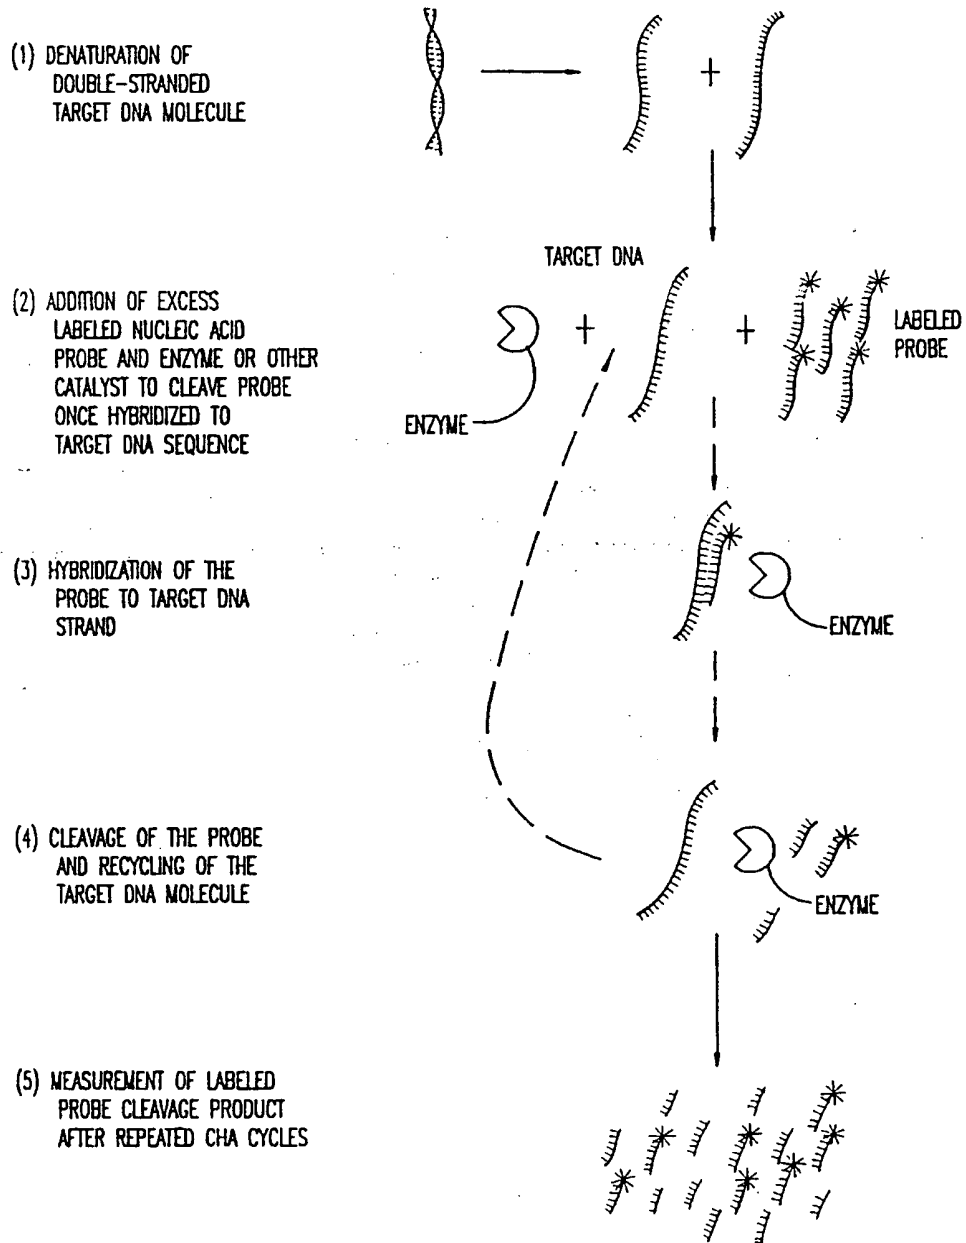 (1) DENATURATION OF
DOUBLE-STRANDED
TARGET DNA MOLECULE
TARGET DNA
(2) ADDITION OF EXCESS
LABELED NUCLEIC ACID
PROBE AND ENZYME OR OTHER
CATALYST TO CLEAVE PROBE
ONCE HYBRIDIZED TO
TARGET DNA SEQUENCE
+
ENZYME
+
+
LABELED
PROBE
(3) HYBRIDIZATION OF THE
PROBE TO TARGET DNA
STRAND
ENZYME
(4) CLEAVAGE OF THE PROBE
AND RECYCLING OF THE
TARGET DNA MOLECULE
ENZYME
(5) MEASUREMENT OF LABELED
PROBE CLEAVAGE PRODUCT
AFTER REPEATED CHA CYCLES